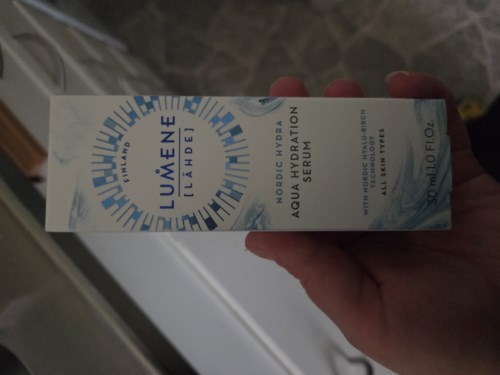 FINLAND
LUMENE
[LÄHDE]
NORDIC HYDRA
AQUA HYDRATION
SERUM
WITH NORDIC HYALO-BIRCH
TECHNOLOGY
ALL SKIN TYPES
30 ml 1.0 Fl.Oz.